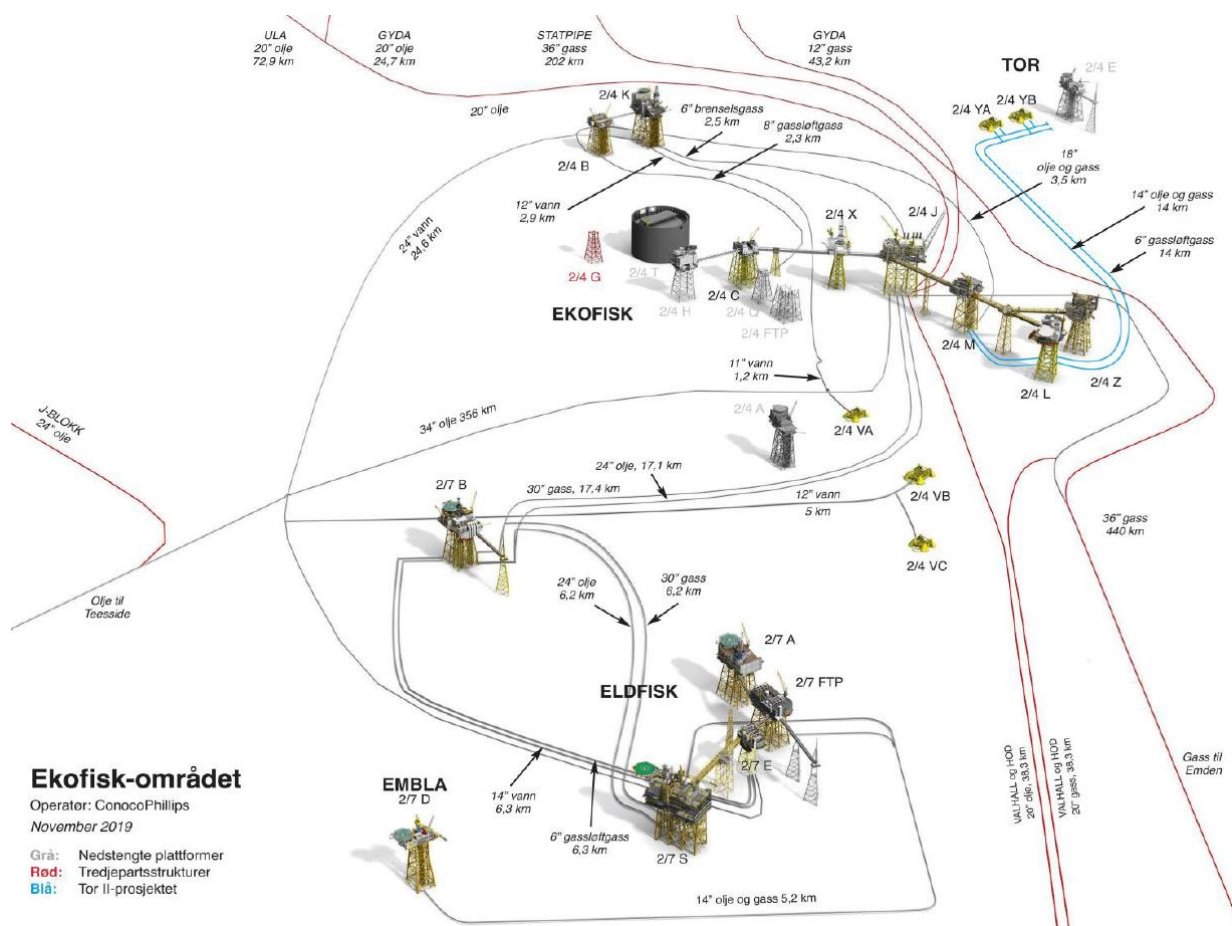 ULA
20" olje
72,9 km
GYDA
20" olje
24,7 km
STATPIPE
36" gass
202 km
GYDA
12" gass
43,2 km
TOR
2/4 E
2/4 YA
2/4 YB
20" olje
2/4 K
6" brenselsgass
2,5 km
8" gassløftgass
2,3 km
2/4 B
18"
olje og gass
3,5 km
12" vann
2,9 km
14" olje og gass
14 km
6" gassløftgass
14 km
24" vann
24,6 km
2/4 X
2/4 J
2/4 G
2/4 T
2/4 H
2/4 C
2/4 Q
2/4 FTP
EKOFISK
2/4 M
2/4 L
2/4 Z
11" vann
1,2 km
J-BLOKK
24" olje
34" olje 356 km
2/4 A
2/4 VA
24" olje, 17,1 km
30" gass, 17,4 km
2/7 B
12" vann
5 km
2/4 VB
2/4 VC
36" gass
440 km
Olje til
Teesside
24" olje
6,2 km
30" gass
6,2 km
2/7 A
2/7 FTP
ELDFISK
2/7 E
14" vann
6,3 km
6" gassløftgass
6,3 km
2/7 S
EMBLA
2/7 D
14" olje og gass 5,2 km
VALHALL og HOD
20" olje, 38,3 km
VALHALL og HOD
20" gass, 38,3 km
Gass til
Emden
Ekofisk-området
Operatør: ConocoPhillips
November 2019
Grå: Nedstengte plattformer
Rød: Tredjepartsstrukturer
Blå: Tor II-prosjektet